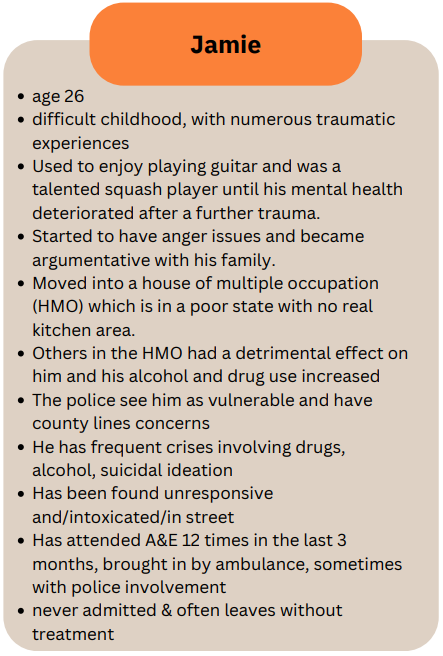 Jamie
• age 26
• difficult childhood, with numerous traumatic
experiences
• Used to enjoy playing guitar and was a
talented squash player until his mental health
deteriorated after a further trauma.
• Started to have anger issues and became
argumentative with his family.
• Moved into a house of multiple occupation
(HMO) which is in a poor state with no real
kitchen area.
• Others in the HMO had a detrimental effect on
him and his alcohol and drug use increased
• The police see him as vulnerable and have
county lines concerns
• He has frequent crises involving drugs,
alcohol, suicidal ideation
• Has been found unresponsive
and/intoxicated/in street
• Has attended A&E 12 times in the last 3
months, brought in by ambulance, sometimes
with police involvement
• never admitted & often leaves without
treatment